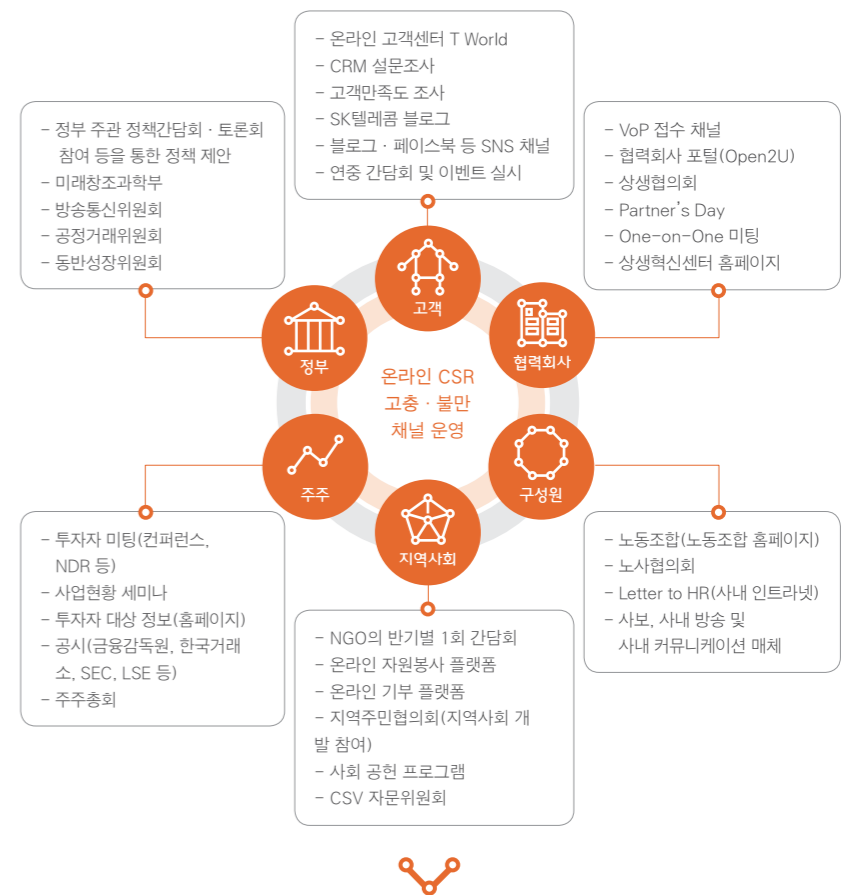 - 온라인 고객센터 T World
- CRM 설문조사
- 고객만족도 조사
- SK텔레콤 블로그
- 블로그 · 페이스북 등 SNS 채널
- 연중 간담회 및 이벤트 실시
- 정부 주관 정책간담회 · 토론회
참여 등을 통한 정책 제안
- 미래창조과학부
- 방송통신위원회
- 공정거래위원회
- 동반성장위원회
- VoP 접수 채널
- 협력회사 포털(Open2U)
- 상생협의회
- Partner's Day
- One-on-One 미팅
- 상생혁신센터 홈페이지
고객
정부
협력회사
온라인 CSR
고충 · 불만
채널 운영
주주
구성원
지역사회
- 투자자 미팅(컨퍼런스,
NDR 등)
- 사업현황 세미나
- 투자자 대상 정보(홈페이지)
- 공시(금융감독원, 한국거래
소, SEC, LSE 등)
- 주주총회
- NGO의 반기별 1회 간담회
- 온라인 자원봉사 플랫폼
- 온라인 기부 플랫폼
- 지역주민협의회(지역사회 개
발 참여)
- 사회 공헌 프로그램
- CSV 자문위원회
- 노동조합(노동조합 홈페이지)
- 노사협의회
- Letter to HR(사내 인트라넷)
- 사보, 사내 방송 및
사내 커뮤니케이션 매체